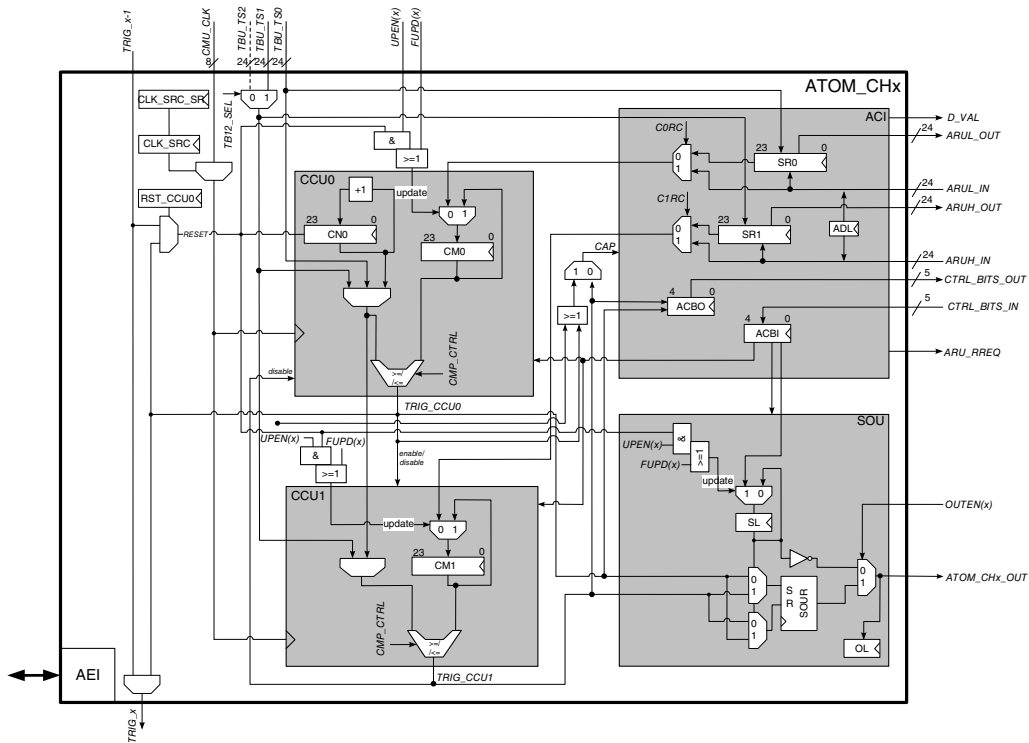 TRIG_x-1
CMU_CLK
TBU_TS2
TBU_TS1
TBU_TS0
UPEN(x)
FUPD(x)
8
24
24
24
ATOM_CHx
CLK_SRC_SR
0 1
TB12_SEL
ACI
D_VAL
C0RC
24
ARUL_OUT
CLK_SRC
&
>=1
23 0
SR0
0
1
CCU0
+1
update
24
ARUL_IN
RST_CCU0
C1RC
24
ARUH_OUT
0 1
23 0
CN0
RESET
23 0
CM0
0
1
23 0
SR1
ADL
CAP
24
ARUH_IN
1 0
5
CTRL_BITS_OUT
4 0
ACBO
5
CTRL_BITS_IN
>=1
4 0
ACBI
ARU_RREQ
CMP_CTRL
disable
>=/
/<=
TRIG_CCU0
SOU
UPEN(x)
FUPD(x)
&
>=1
enable/
disable
&
UPEN(x)
>=1
FUPD(x)
update
CCU1
1 0
update
0 1
SL
OUTEN(x)
23 0
CM1
0
1
ATOM_CHx_OUT
0
1
S
R
SOUR
CMP_CTRL
>=/
/<=
0
1
OL
AEI
TRIG_CCU1
TRIG_x